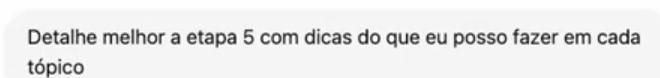 Detalhe melhor a etapa 5 com dicas do que eu posso fazer em cada
tópico